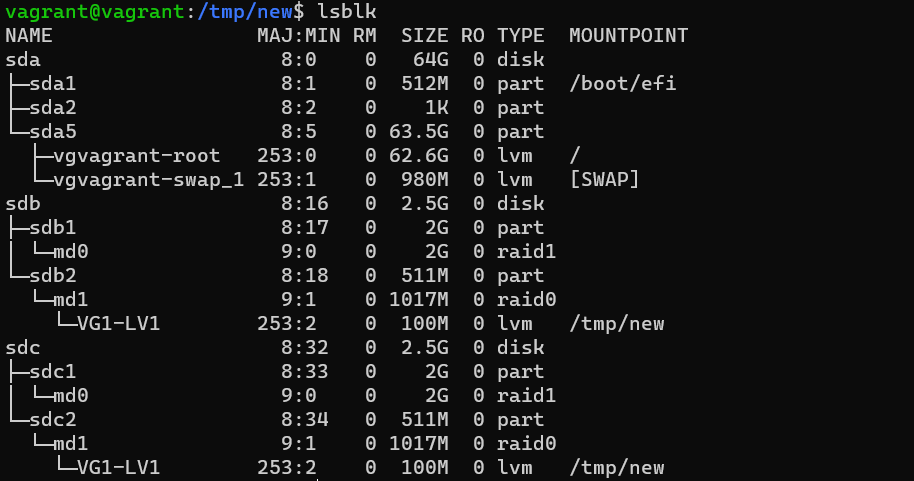 vagrant@vagrant:/tmp/new$ lsblk
NAME                 MAJ:MIN RM   SIZE RO TYPE  MOUNTPOINT
sda                    8:0    0    64G  0 disk
├─sda1                 8:1    0   512M  0 part  /boot/efi
├─sda2                 8:2    0     1K  0 part
└─sda5                 8:5    0  63.5G  0 part
  ├─vgvagrant-root   253:0    0  62.6G  0 lvm   /
  └─vgvagrant-swap_1 253:1    0   980M  0 lvm   [SWAP]
sdb                    8:16   0   2.5G  0 disk
├─sdb1                 8:17   0     2G  0 part
│ └─md0                9:0    0     2G  0 raid1
└─sdb2                 8:18   0   511M  0 part
  └─md1                9:1    0  1017M  0 raid0
    └─VG1-LV1        253:2    0   100M  0 lvm   /tmp/new
sdc                    8:32   0   2.5G  0 disk
├─sdc1                 8:33   0     2G  0 part
│ └─md0                9:0    0     2G  0 raid1
└─sdc2                 8:34   0   511M  0 part
  └─md1                9:1    0  1017M  0 raid0
    └─VG1-LV1        253:2    0   100M  0 lvm   /tmp/new